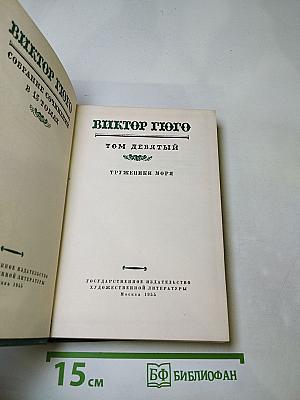 ВИКТОР ГЮГО
СОБРАНИЕ СОЧИНЕНИЙ
В 15 ТОМАХ
ВИКТОР ГЮГО
ТОМ ДЕВЯТЫЙ
ТРУЖЕНИКИ МОРЯ
ГОСУДАРСТВЕННОЕ ИЗДАТЕЛЬСТВО
ХУДОЖЕСТВЕННОЙ ЛИТЕРАТУРЫ
Москва 1955
15 СМ
БФ БИБЛИОФАН